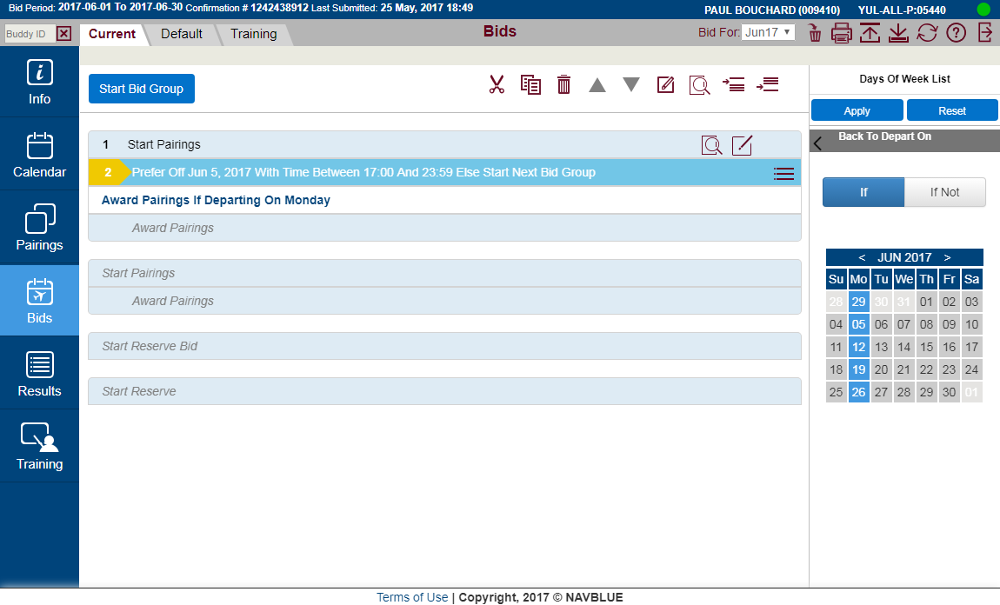 Bid Period: 2017-06-01 To 2017-06-30 Confirmation # 1242438912 Last Submitted: 25 May, 2017 18:49
PAUL BOUCHARD (009410) YUL-ALL-P:05440
Buddy ID
Current
Default
Training
Bids
Bid For: Jun17
Info
Calendar
Pairings
Bids
Results
Training
Start Bid Group
1 Start Pairings
2 Prefer Off Jun 5, 2017 With Time Between 17:00 And 23:59 Else Start Next Bid Group
Award Pairings If Departing On Monday
Award Pairings
Start Pairings
Award Pairings
Start Reserve Bid
Start Reserve
Days Of Week List
Apply Reset
Back To Depart On
If If Not
< JUN 2017 >
Su Mo Tu We Th Fr Sa
28 29 30 31 01 02 03
04 05 06 07 08 09 10
11 12 13 14 15 16 17
18 19 20 21 22 23 24
25 26 27 28 29 30 01
Terms of Use | Copyright, 2017 © NAVBLUE